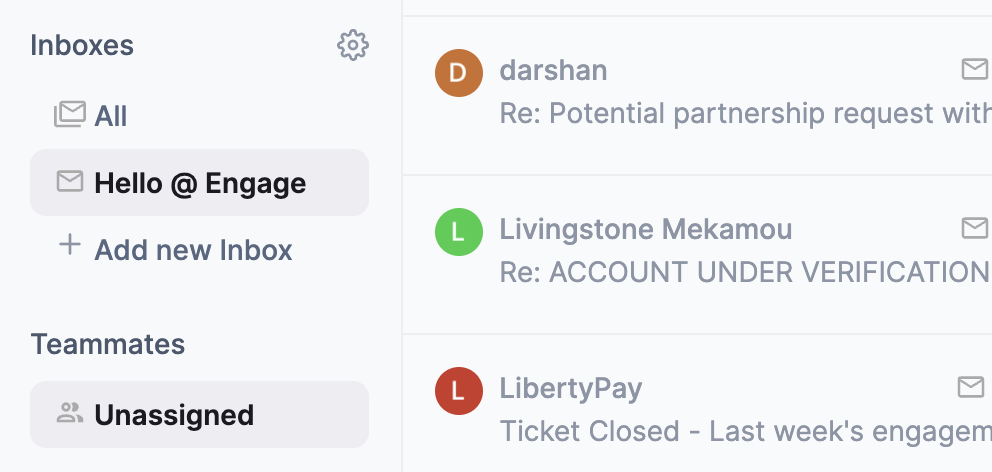 Inboxes
All
Hello @ Engage
Add new Inbox
Teammates
Unassigned
D
darshan
Re: Potential partnership request with
L
Livingstone Mekamou
Re: ACCOUNT UNDER VERIFICATION
L
LibertyPay
Ticket Closed - Last week's engagem